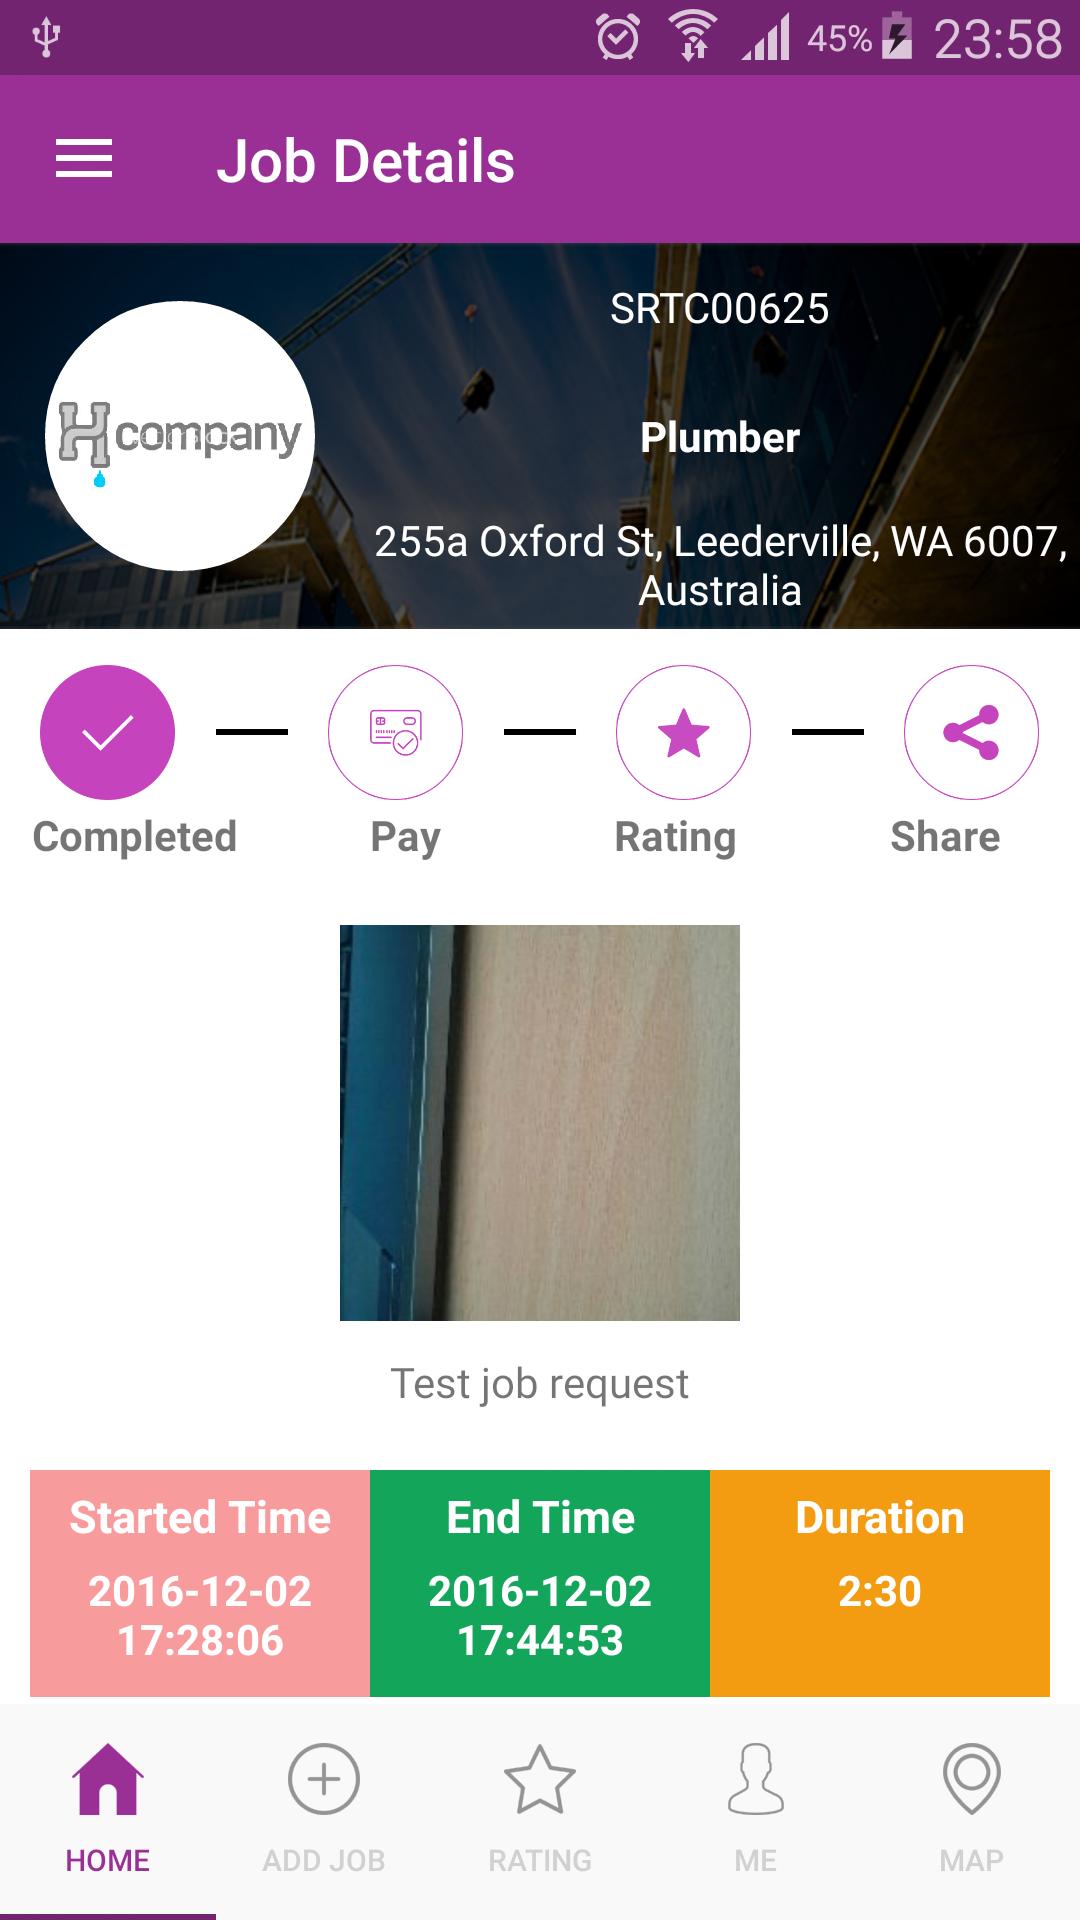 45% 23:58
Job Details
SRTC00625
company
Plumber
255a Oxford St, Leederville, WA 6007,
Australia
Completed Pay Rating Share
Test job request
Started Time End Time Duration
2016-12-02 2016-12-02 2:30
17:28:06 17:44:53
HOME ADD JOB RATING ME MAP